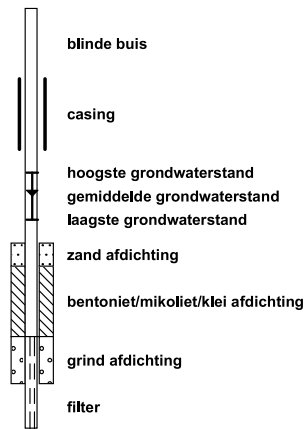 blinde buis
casing
hoogste grondwaterstand
gemiddelde grondwaterstand
laagste grondwaterstand
zand afdichting
bentoniet/mikoliet/klei afdichting
grind afdichting
filter